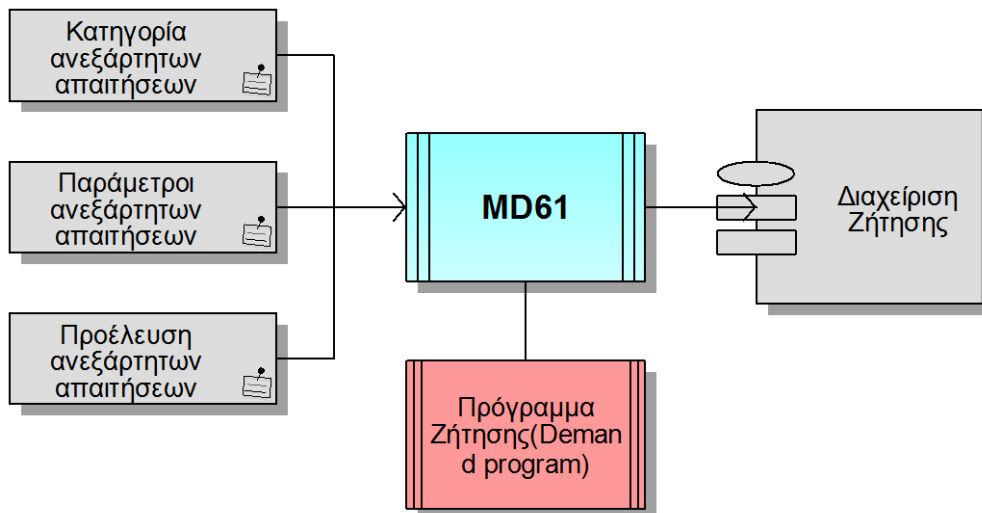 Κατηγορία
ανεξάρτητων
απαιτήσεων
Παράμετροι
ανεξάρτητων
απαιτήσεων
Προέλευση
ανεξάρτητων
απαιτήσεων
MD61
Πρόγραμμα
Ζήτησης(Deman
d program)
Διαχείριση
Ζήτησης